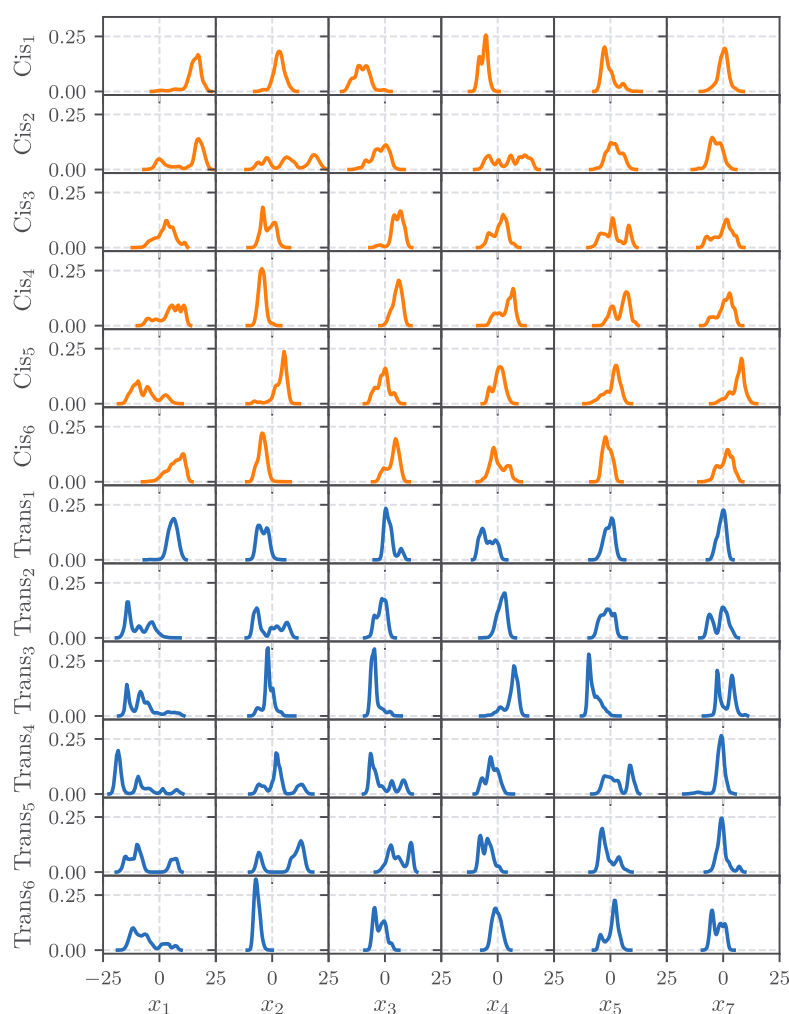 Cis1 0.25 0.00
Cis2 0.25 0.00
Cis3 0.25 0.00
Cis4 0.25 0.00
Cis5 0.25 0.00
Cis6 0.25 0.00
Trans1 0.25 0.00
Trans2 0.25 0.00
Trans3 0.25 0.00
Trans4 0.25 0.00
Trans5 0.25 0.00
Trans6 0.25 0.00
−25 0 25 0 25 0 25 0 25 0 25 0 25
x1 x2 x3 x4 x5 x7